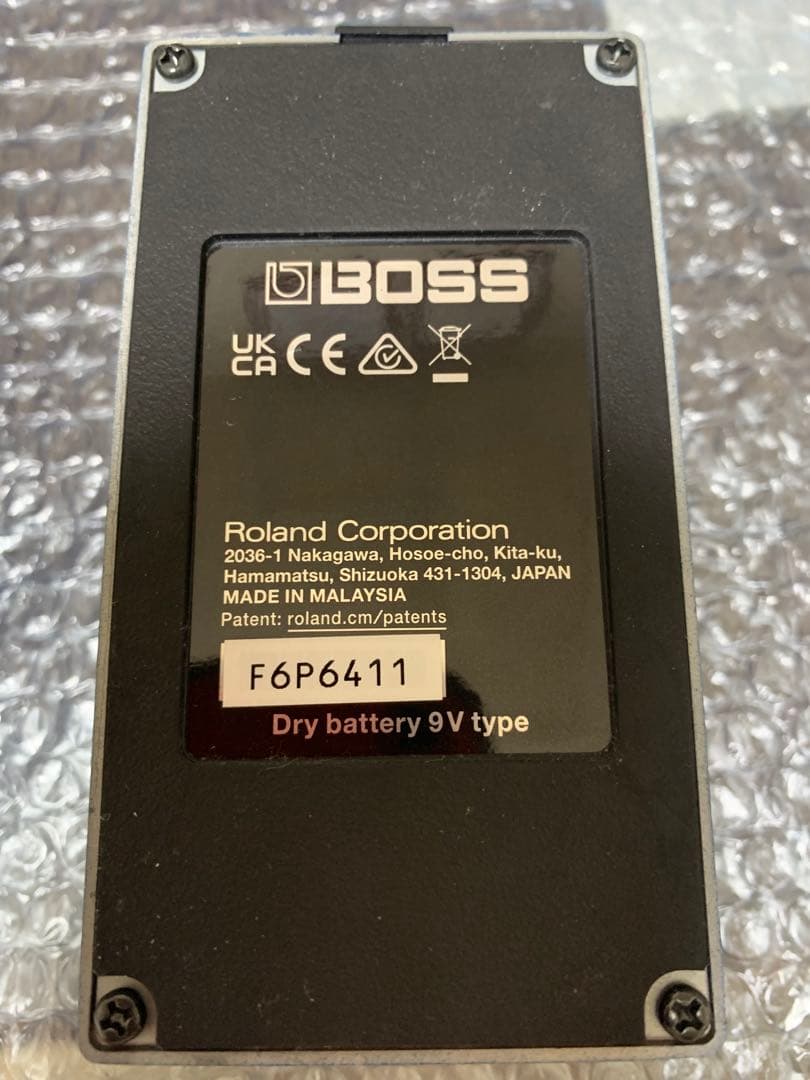 BOSS
UK
CA CE
Roland Corporation
2036-1 Nakagawa, Hosoe-cho, Kita-ku,
Hamamatsu, Shizuoka 431-1304, JAPAN
MADE IN MALAYSIA
Patent: roland.cm/patents
F6P6411
Dry battery 9V type